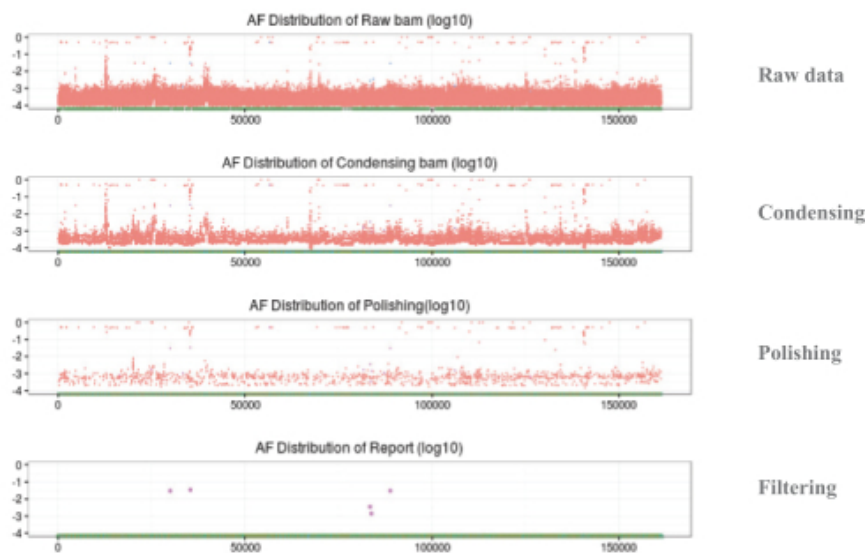 AF Distribution of Raw bam (log10)
0
-1
-2
-3
-4
0 50000 100000 150000
Raw data
AF Distribution of Condensing bam (log10)
0
-1
-2
-3
-4
0 50000 100000 150000
Condensing
AF Distribution of Polishing(log10)
0
-1
-2
-3
-4
0 50000 100000 150000
Polishing
AF Distribution of Report (log10)
0
-1
-2
-3
-4
0 50000 100000 150000
Filtering